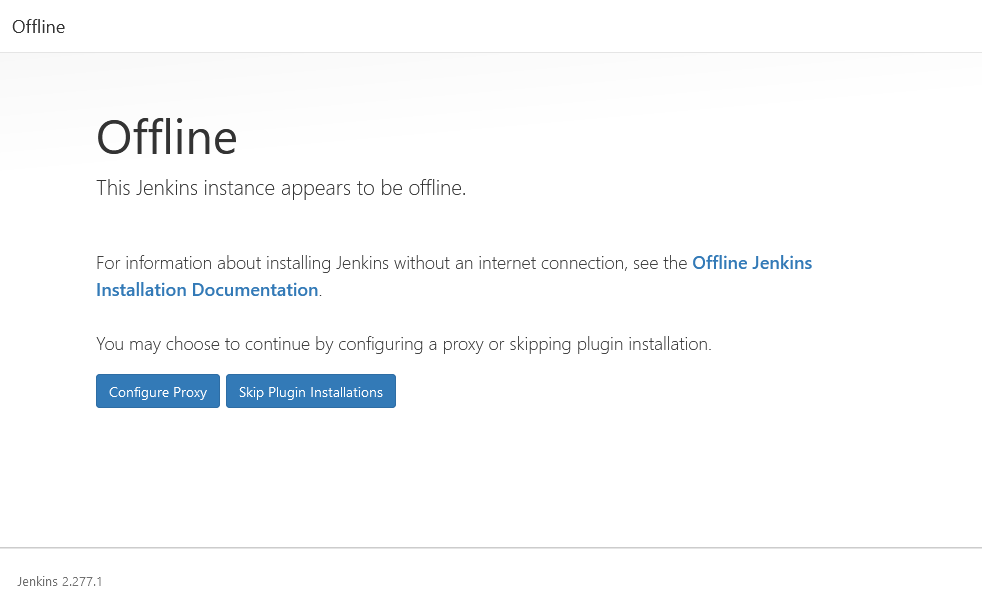 Offline
Offline
This Jenkins instance appears to be offline.
For information about installing Jenkins without an internet connection, see the Offline Jenkins
Installation Documentation.
You may choose to continue by configuring a proxy or skipping plugin installation.
Configure Proxy Skip Plugin Installations
Jenkins 2.277.1